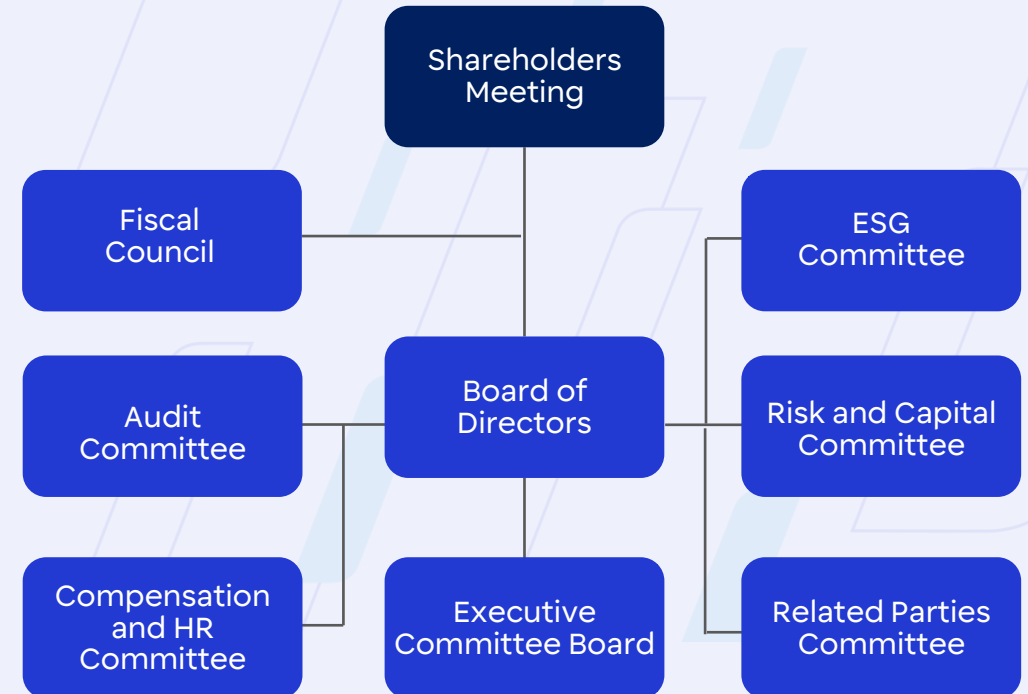 Shareholders
Meeting
Fiscal
Council
ESG
Committee
Audit
Committee
Board of
Directors
Risk and Capital
Committee
Compensation
and HR
Committee
Executive
Committee Board
Related Parties
Committee